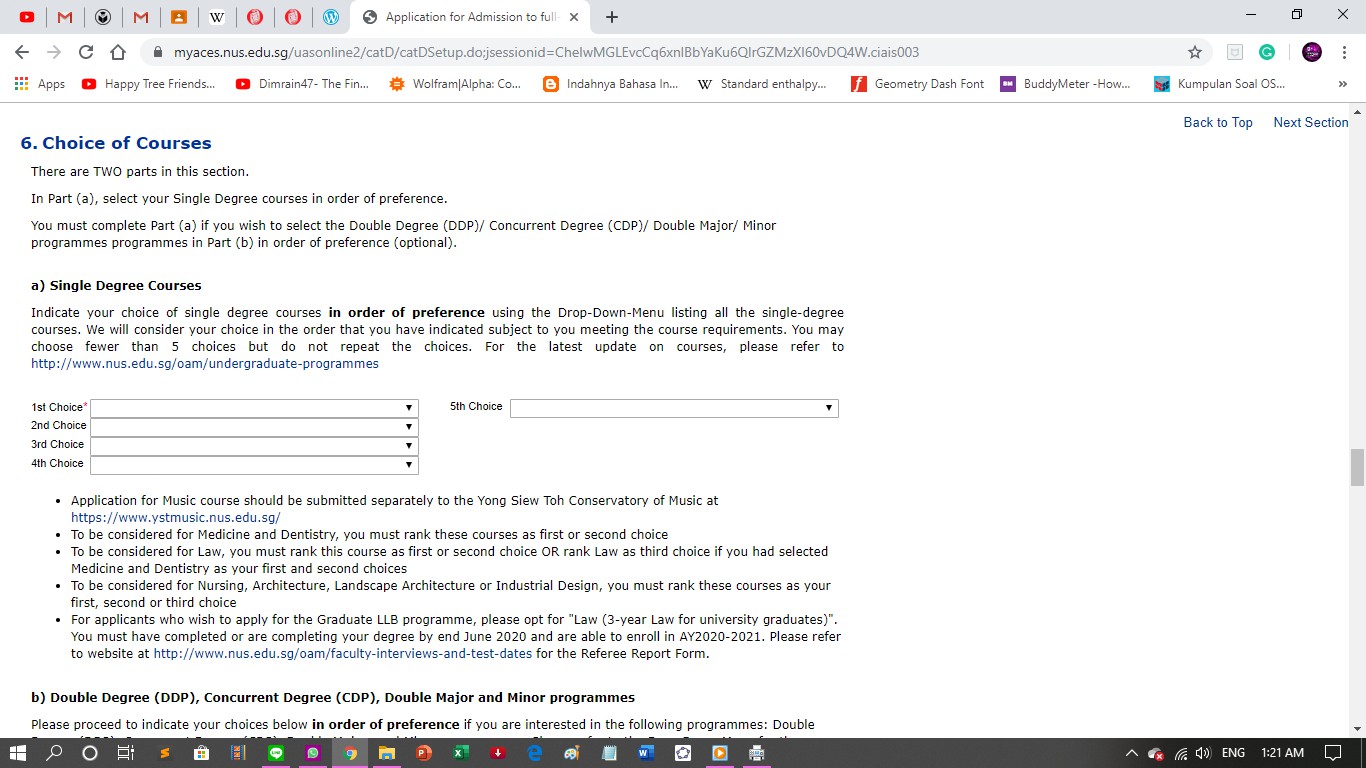 Application for Admission to full-
myaces.nus.edu.sg/uasonline2/catD/catDSetup.do;jsessionid=CheIwMGLEvcCq6xnIBbYaKu6QIrGZMzXI60vDQ4W.ciais003
Apps Happy Tree Friends... Dimrain47- The Fin... Wolfram|Alpha: Co... Indahnya Bahasa In... W Standard enthalpy... Geometry Dash Font BuddyMeter -How... Kumpulan Soal OS... »
Back to Top Next Section
6. Choice of Courses
There are TWO parts in this section.
In Part (a), select your Single Degree courses in order of preference.
You must complete Part (a) if you wish to select the Double Degree (DDP)/ Concurrent Degree (CDP)/ Double Major/ Minor
programmes programmes in Part (b) in order of preference (optional).
a) Single Degree Courses
Indicate your choice of single degree courses in order of preference using the Drop-Down-Menu listing all the single-degree
courses. We will consider your choice in the order that you have indicated subject to you meeting the course requirements. You may
choose fewer than 5 choices but do not repeat the choices. For the latest update on courses, please refer to
http://www.nus.edu.sg/oam/undergraduate-programmes
1st Choice* 5th Choice
2nd Choice
3rd Choice
4th Choice
• Application for Music course should be submitted separately to the Yong Siew Toh Conservatory of Music at
https://www.ystmusic.nus.edu.sg/
• To be considered for Medicine and Dentistry, you must rank these courses as first or second choice
• To be considered for Law, you must rank this course as first or second choice OR rank Law as third choice if you had selected
Medicine and Dentistry as your first and second choices
• To be considered for Nursing, Architecture, Landscape Architecture or Industrial Design, you must rank these courses as your
first, second or third choice
• For applicants who wish to apply for the Graduate LLB programme, please opt for "Law (3-year Law for university graduates)".
You must have completed or are completing your degree by end June 2020 and are able to enroll in AY2020-2021. Please refer
to website at http://www.nus.edu.sg/oam/faculty-interviews-and-test-dates for the Referee Report Form.
b) Double Degree (DDP), Concurrent Degree (CDP), Double Major and Minor programmes
Please proceed to indicate your choices below in order of preference if you are interested in the following programmes: Double
ENG 1:21 AM